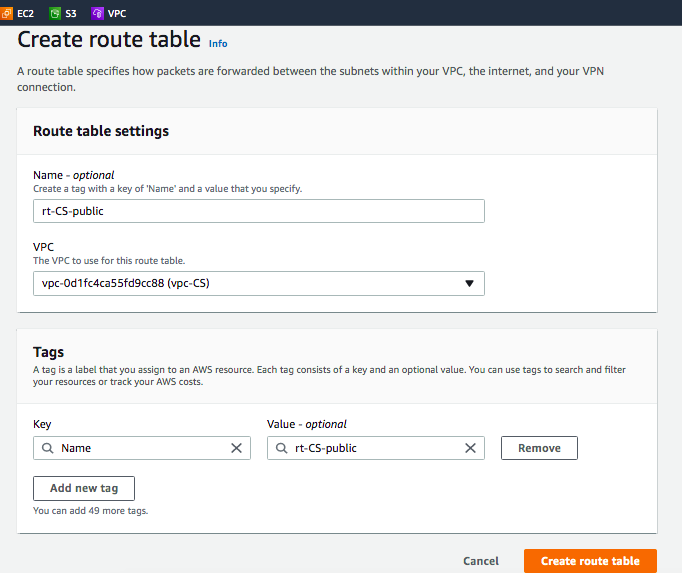 EC2 S3 VPC
Create route table Info
A route table specifies how packets are forwarded between the subnets within your VPC, the internet, and your VPN
connection.
Route table settings
Name - optional
Create a tag with a key of 'Name' and a value that you specify.
rt-CS-public
VPC
The VPC to use for this route table.
vpc-0d1fc4ca55fd9cc88 (vpc-CS)
Tags
A tag is a label that you assign to an AWS resource. Each tag consists of a key and an optional value. You can use tags to search and filter
your resources or track your AWS costs.
Key Value - optional
Name rt-CS-public Remove
Add new tag
You can add 49 more tags.
Cancel Create route table